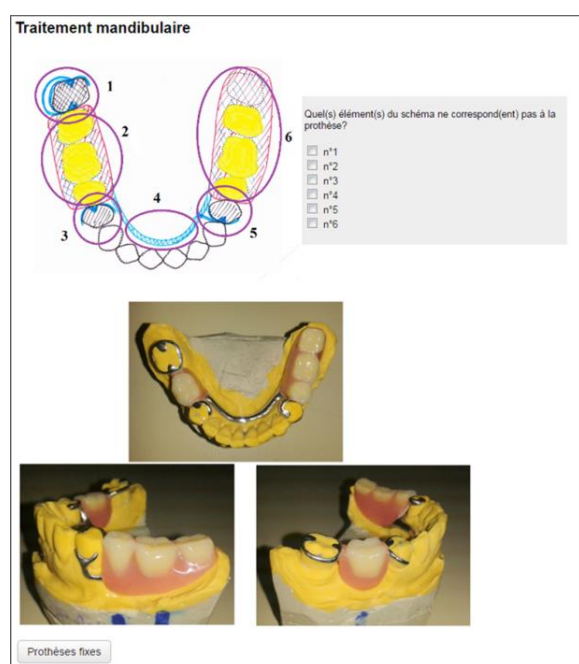 Traitement mandibulaire
1
2
3
4
5
6
Quel(s) élément(s) du schéma ne correspond(ent) pas à la
prothèse?
n°1
n°2
n°3
n°4
n°5
n°6
Prothèses fixes